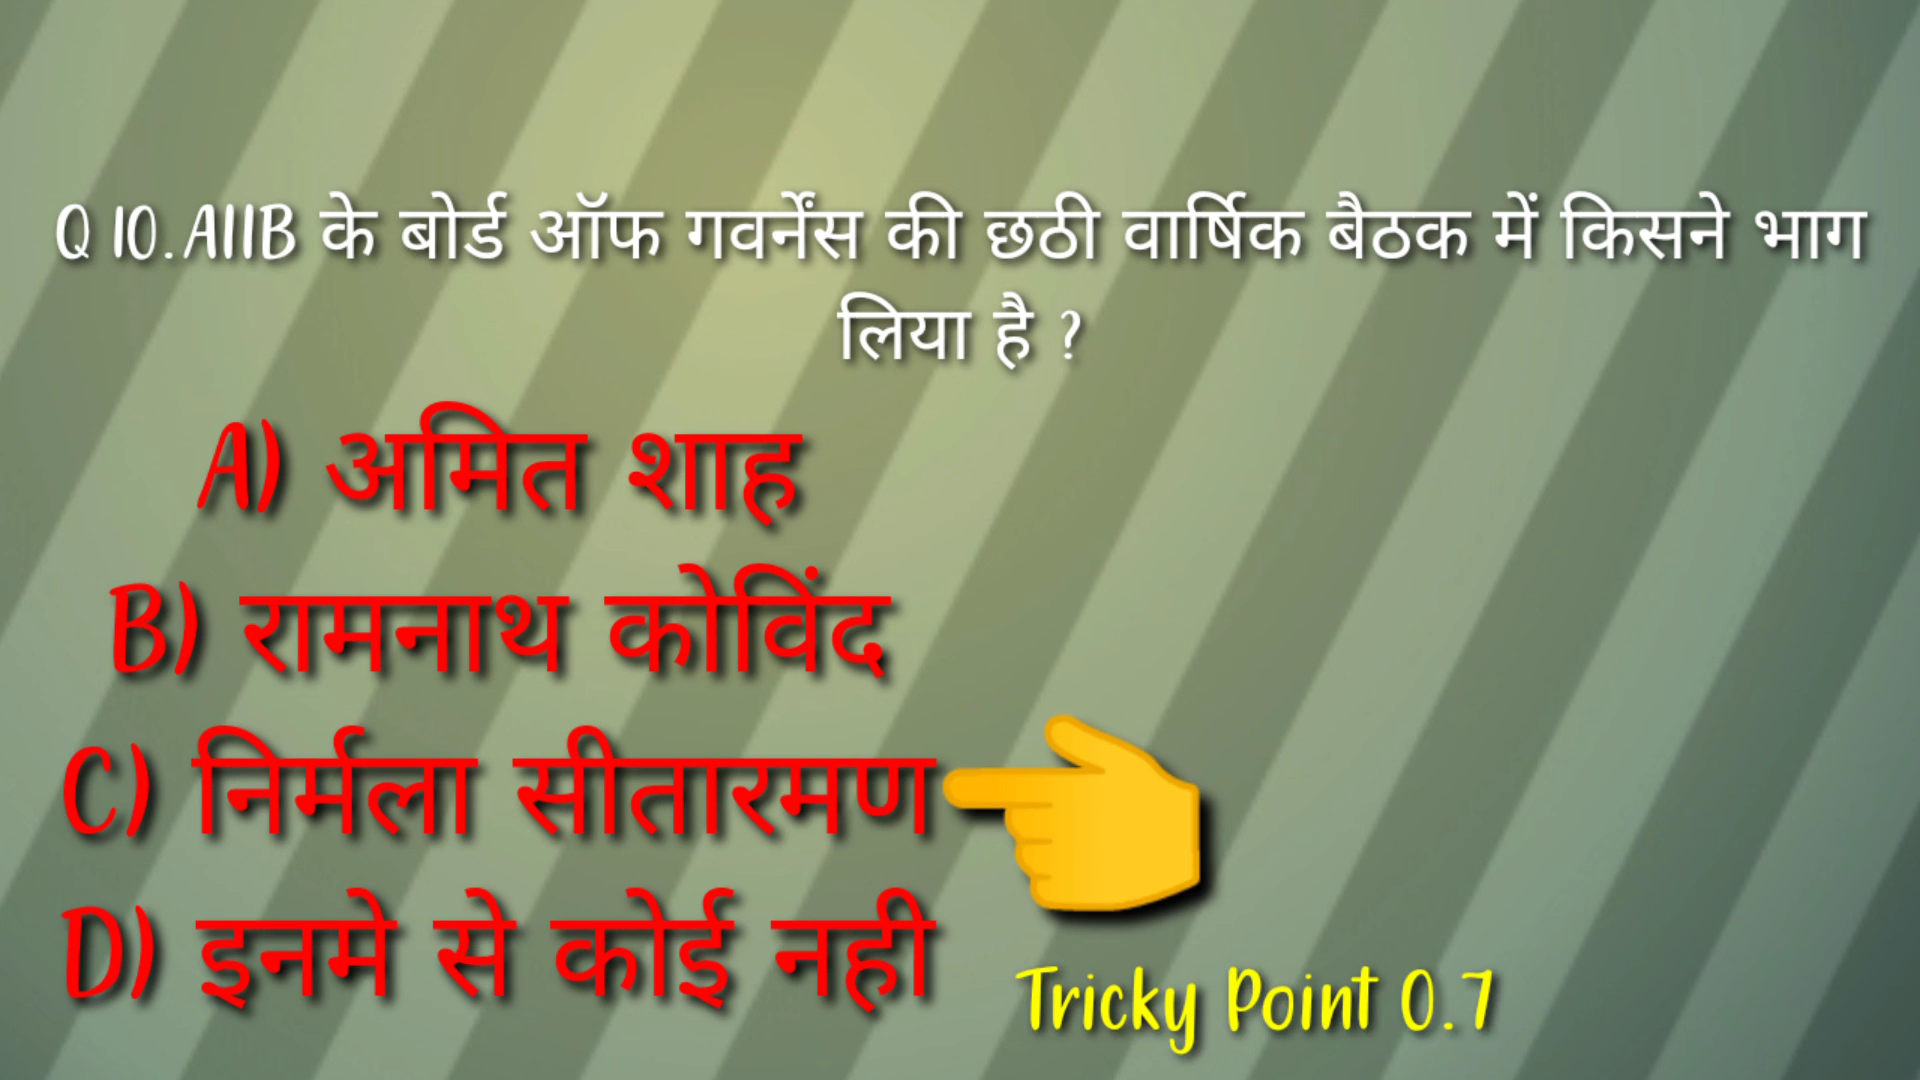 Q 10. AIIB के बोर्ड ऑफ गवर्नेंस की छठी वार्षिक बैठक में किसने भाग
लिया है ?
A) अमित शाह
B) रामनाथ कोविंद
C) निर्मला सीतारमण
D) इनमे से कोई नही
Tricky Point 0.7